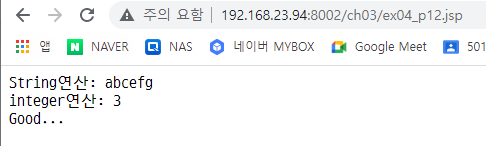 주의 요함 | 192.168.23.94:8002/ch03/ex04_p12.jsp
앱 N NAVER Q NAS 네이버 MYBOX Google Meet 501
String연산: abcefg
integer연산: 3
Good...